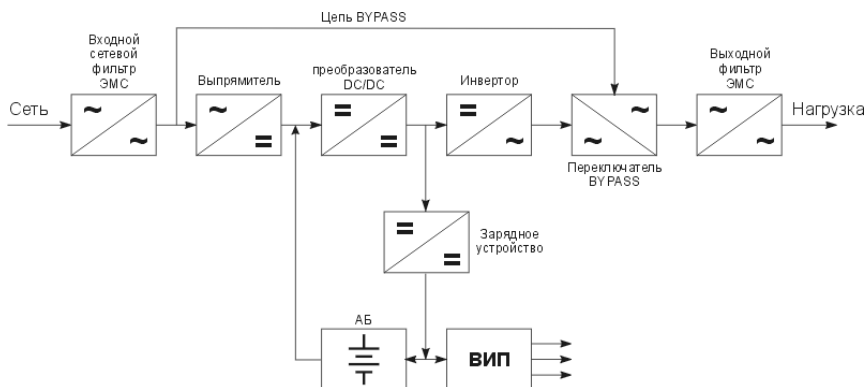 Цепь BYPASS
Входной
сетевой
фильтр
ЭМС
Выпрямитель
преобразователь
DC/DC
Инвертор
Выходной
фильтр
ЭМС
Сеть
Нагрузка
Переключатель
BYPASS
Зарядное
устройство
АБ
ВИП